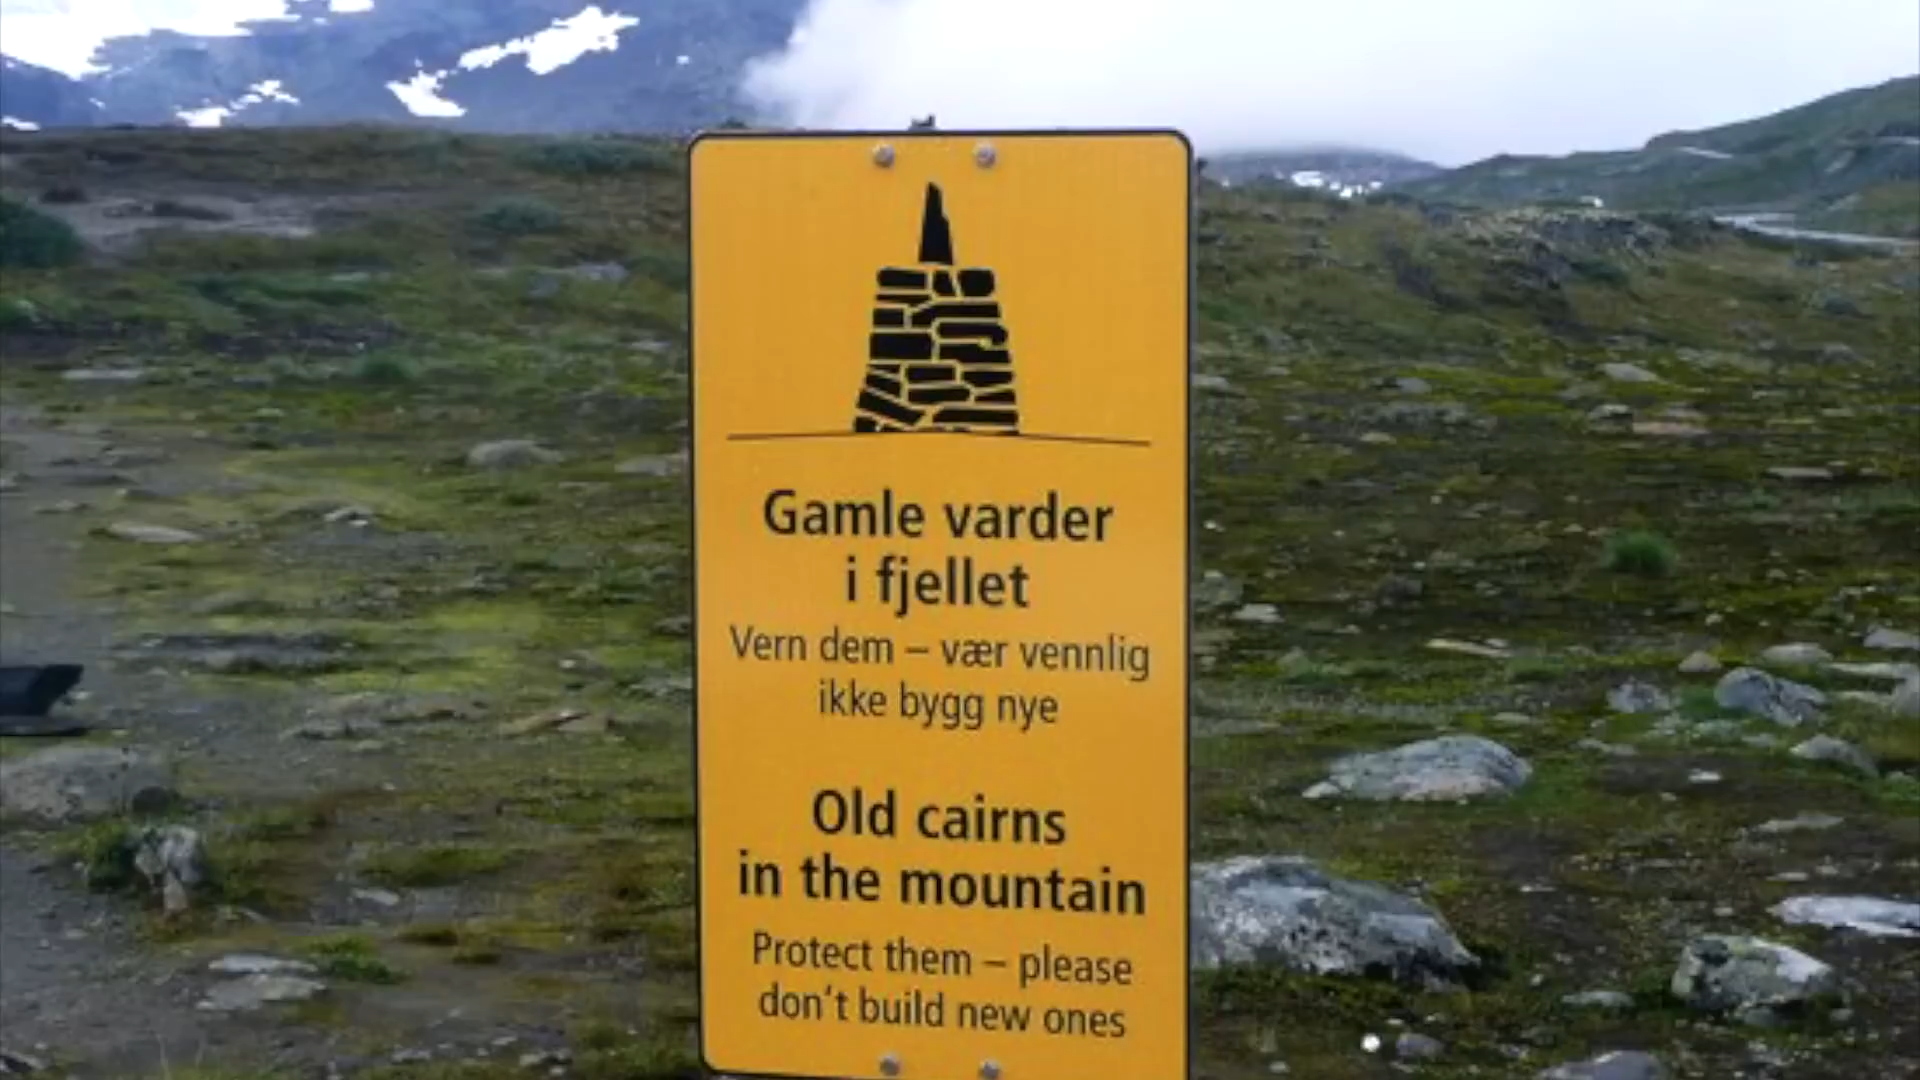 Gamle varder
i fjellet
Vern dem – vær vennlig
ikke bygg nye
Old cairns
in the mountain
Protect them – please
don't build new ones